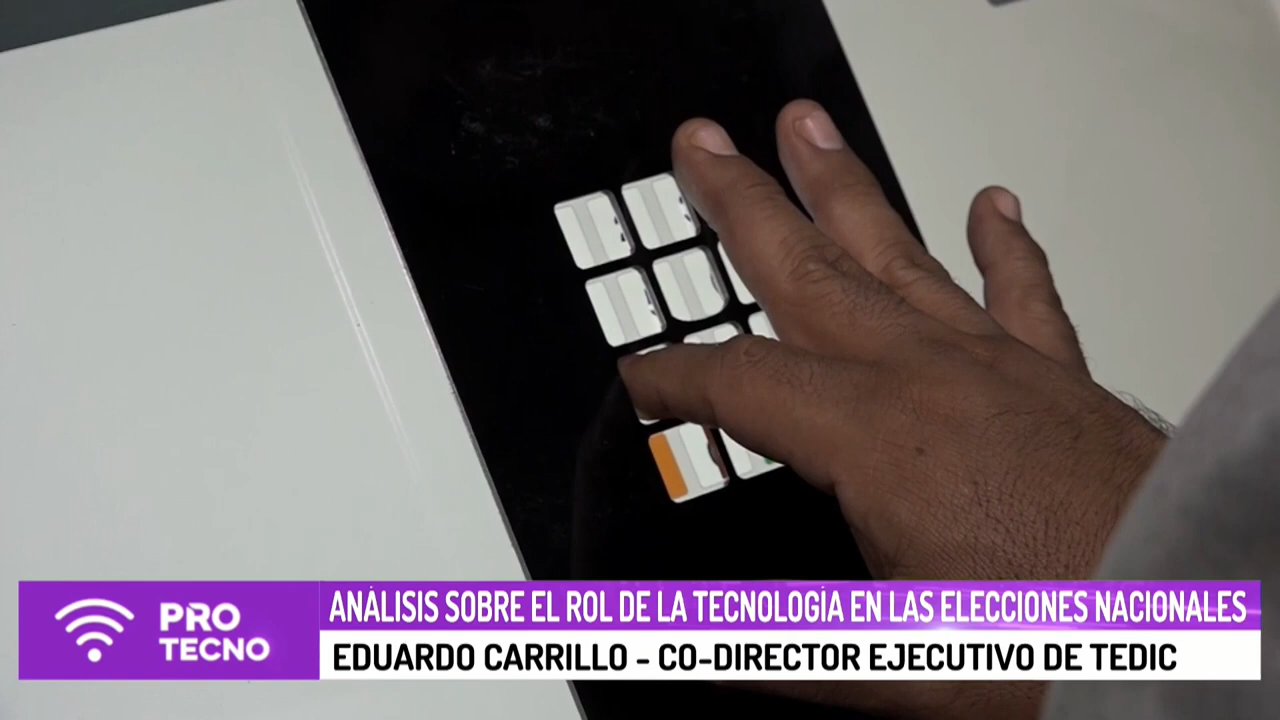 PRO
TECNO
ANÁLISIS SOBRE EL ROL DE LA TECNOLOGÍA EN LAS ELECCIONES NACIONALES
EDUARDO CARRILLO - CO-DIRECTOR EJECUTIVO DE TEDIC